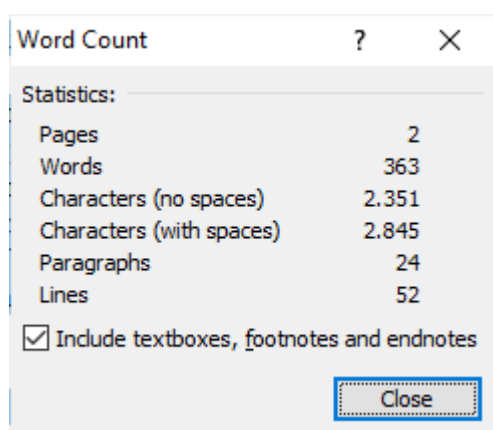 Word Count ? X
Statistics:
Pages 2
Words 363
Characters (no spaces) 2.351
Characters (with spaces) 2.845
Paragraphs 24
Lines 52
Include textboxes, footnotes and endnotes
Close